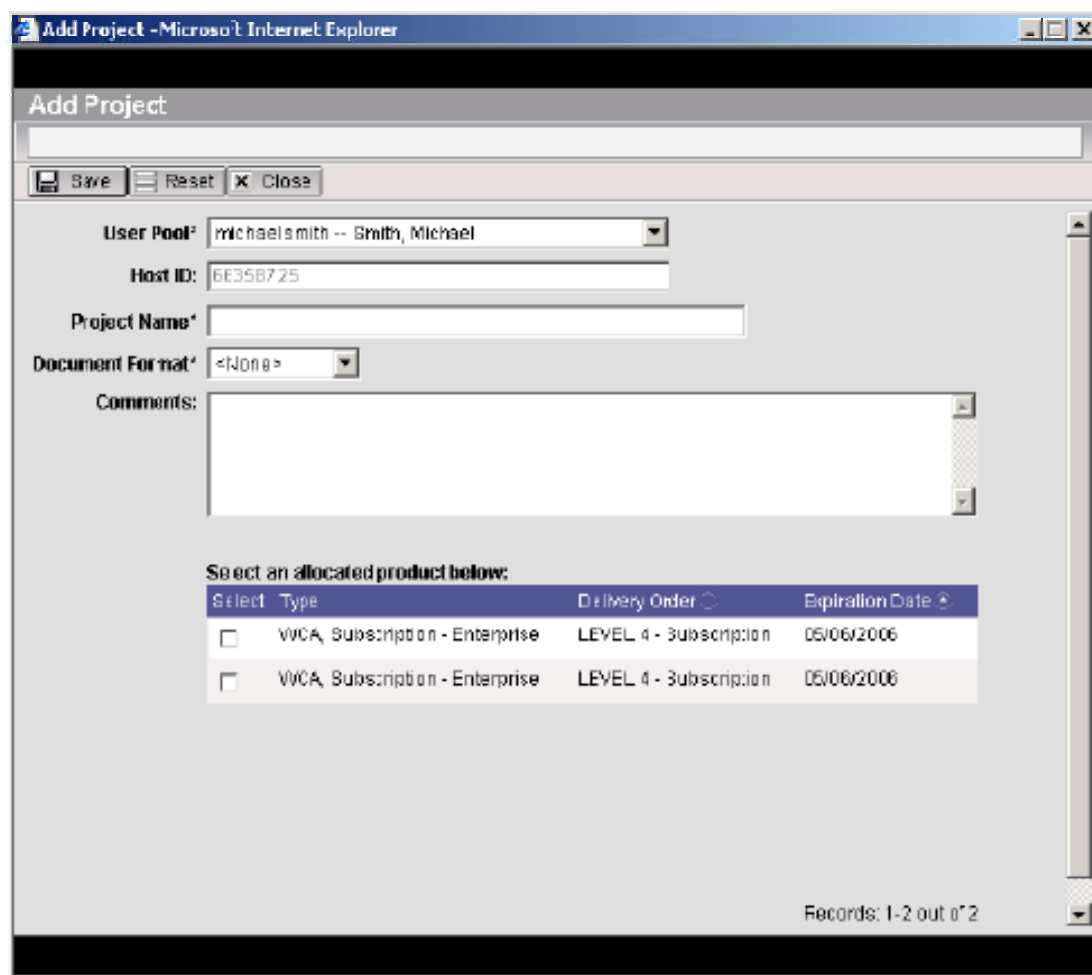 Add Project -Microsoft Internet Explorer
Add Project
Save Reset Close
User Pool* michaelsmith -- Smith, Michael
Host ID:
Project Name*
Document Format* <None>
Comments:
Select an allocated product below:
Select Type Delivery Order Expiration Date
WCA, Subscription - Enterprise LEVEL 4 - Subscription 05/06/2006
WCA, Subscription - Enterprise LEVEL 4 - Subscription 05/06/2006
Records: 1-2 out of 2